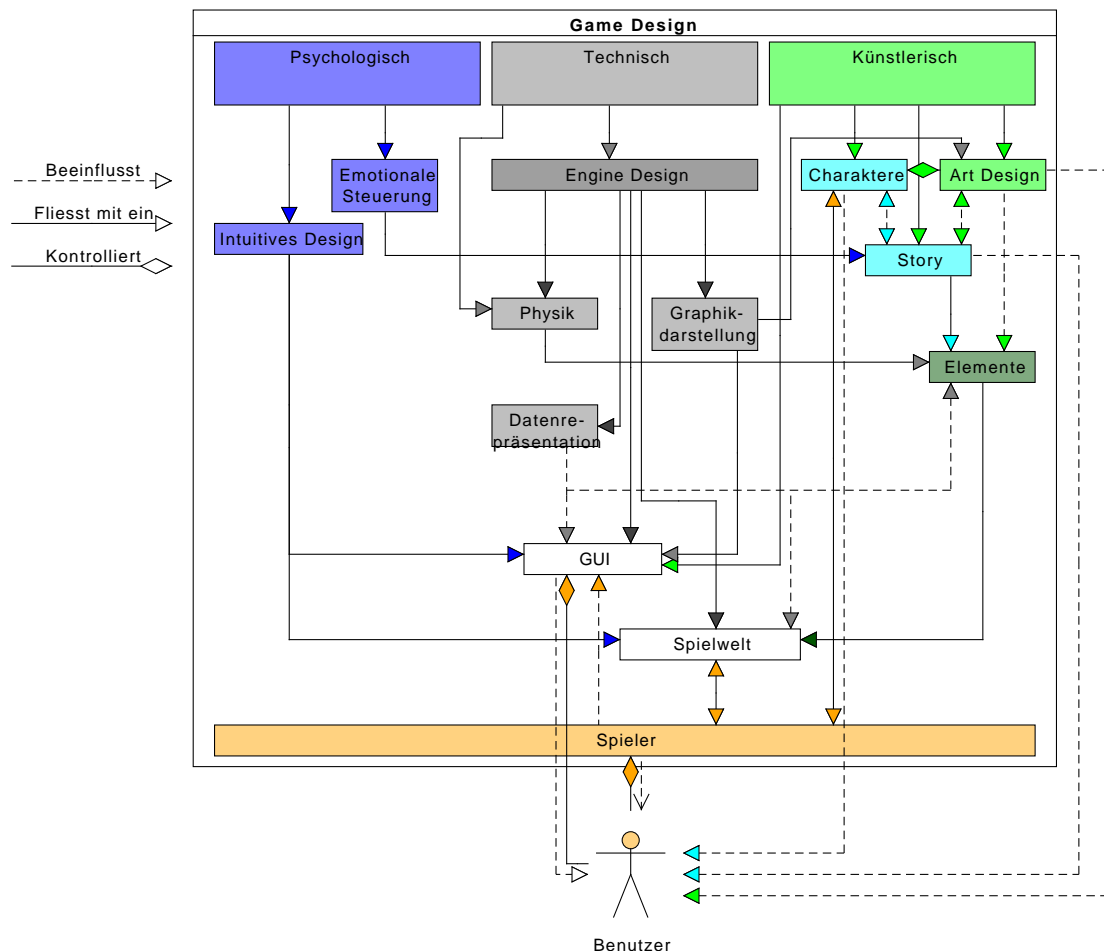 Game Design
Psychologisch
Technisch
Künstlerisch
Beeinflusst
Fliesst mit ein
Kontrolliert
Emotionale
Steuerung
Engine Design
Charaktere
Art Design
Intuitives Design
Story
Physik
Graphik-
darstellung
Elemente
Datenre-
präsentation
GUI
Spielwelt
Spieler
Benutzer